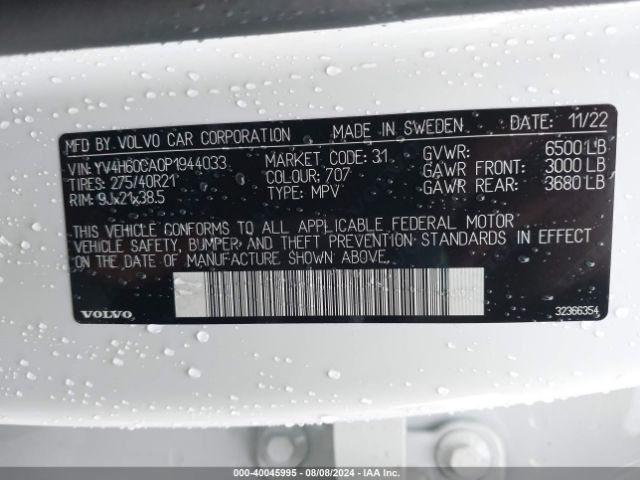 MFD BY VOLVO CAR CORPORATION MADE IN SWEDEN DATE: 11/22
VIN: YV4H60CA0P1944033 MARKET CODE: 31 GVWR: 6500 LB
TIRES: 275/40R21 COLOUR: 707 GAWR FRONT: 3000 LB
RIM: 9Jx21x38.5 TYPE: MPV GAWR REAR: 3680 LB
THIS VEHICLE CONFORMS TO ALL APPLICABLE FEDERAL MOTOR
VEHICLE SAFETY, BUMPER, AND THEFT PREVENTION STANDARDS IN EFFECT
ON THE DATE OF MANUFACTURE SHOWN ABOVE.
VOLVO 32366354
000-40045995 - 08/08/2024 - IAA Inc.